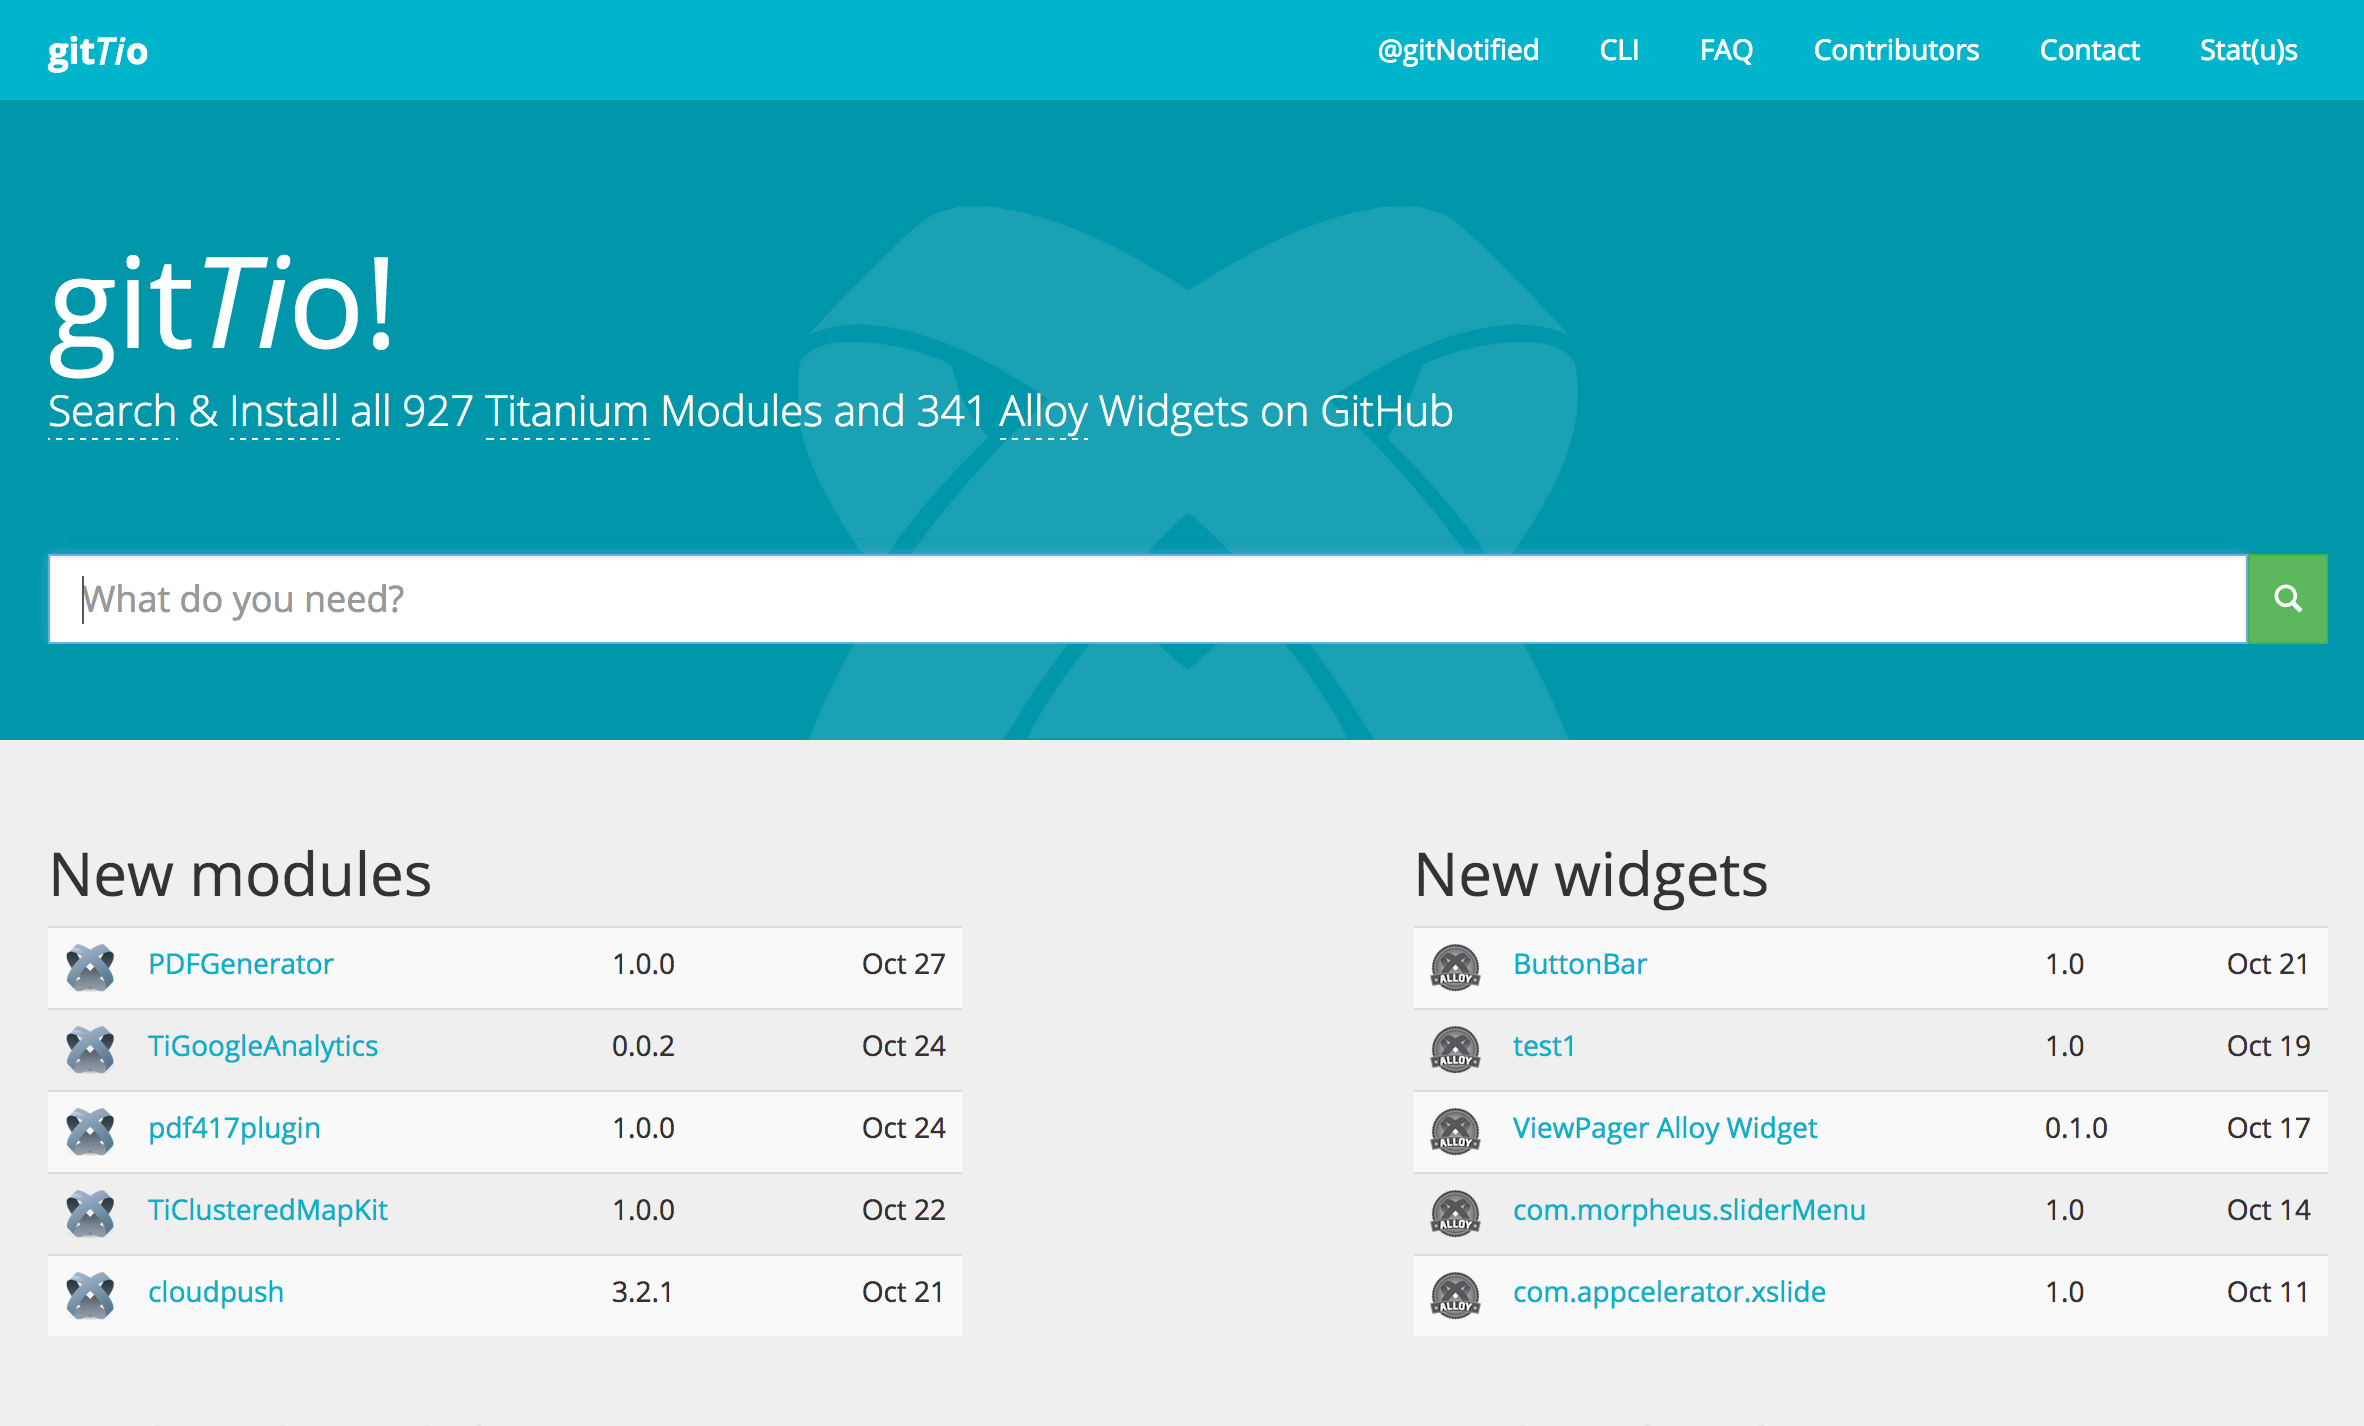 gitTio @gitNotified CLI FAQ Contributors Contact Stat(u)s
gitTio!
Search & Install all 927 Titanium Modules and 341 Alloy Widgets on GitHub
What do you need?
New modules
PDFGenerator 1.0.0 Oct 27
TiGoogleAnalytics 0.0.2 Oct 24
pdf417plugin 1.0.0 Oct 24
TiClusteredMapKit 1.0.0 Oct 22
cloudpush 3.2.1 Oct 21
New widgets
ALLOY ButtonBar 1.0 Oct 21
ALLOY test1 1.0 Oct 19
ALLOY ViewPager Alloy Widget 0.1.0 Oct 17
ALLOY com.morpheus.sliderMenu 1.0 Oct 14
ALLOY com.appcelerator.xslide 1.0 Oct 11